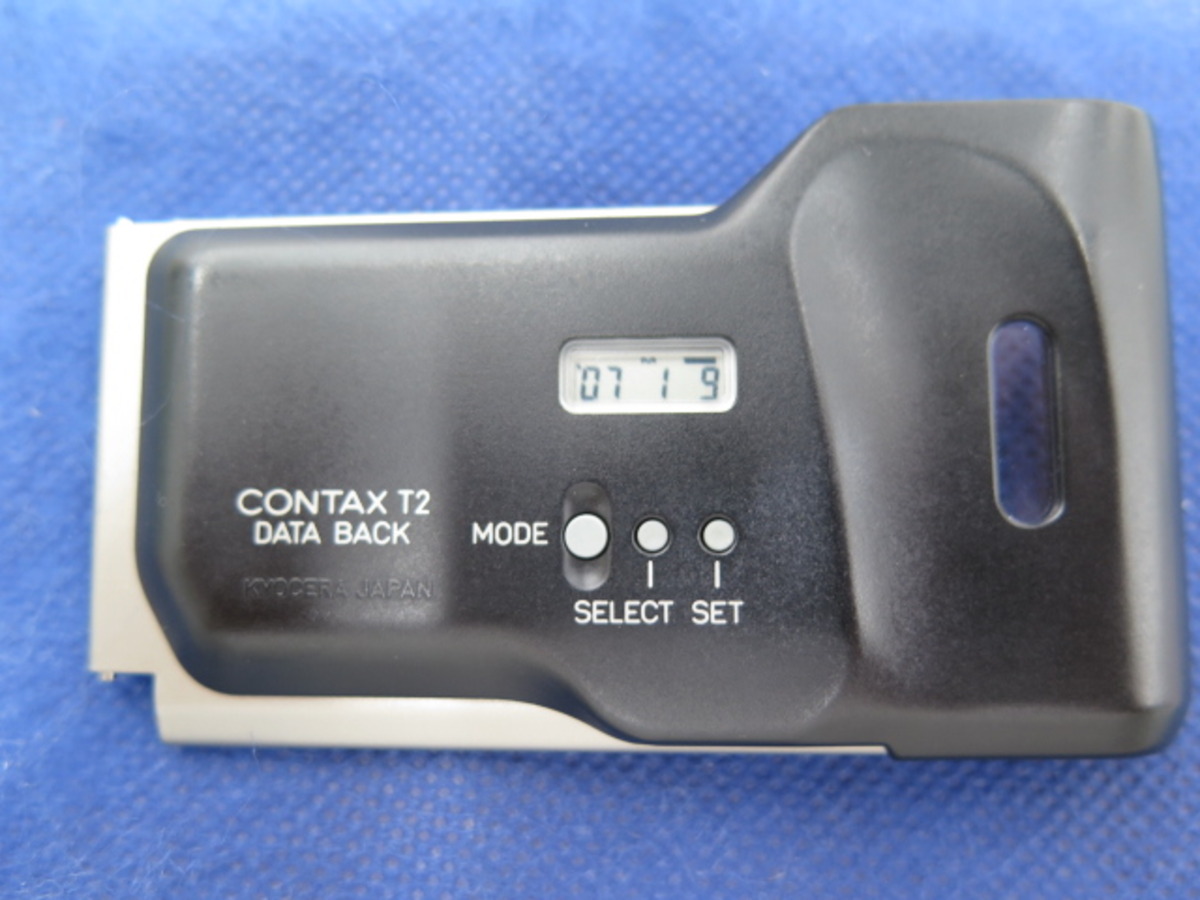 '07 1 9
CONTAX T2
DATA BACK
KYOCERA JAPAN
MODE
SELECT SET